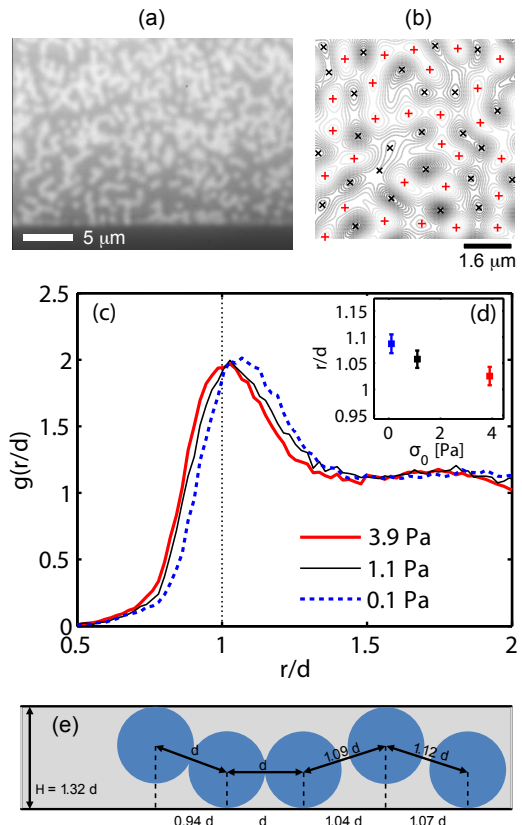 (a)
(b)
5 μm
1.6 μm
2.5
2
1.5
1
0.5
0
g(r/d)
(c)
(d)
1.15
1.1
1.05
1
0.95
r/d
0
2
4
σ0 [Pa]
3.9 Pa
1.1 Pa
0.1 Pa
0.5
1
1.5
2
r/d
(e)
H = 1.32 d
d
d
1.09 d
1.12 d
0.94 d
d
1.04 d
1.07 d